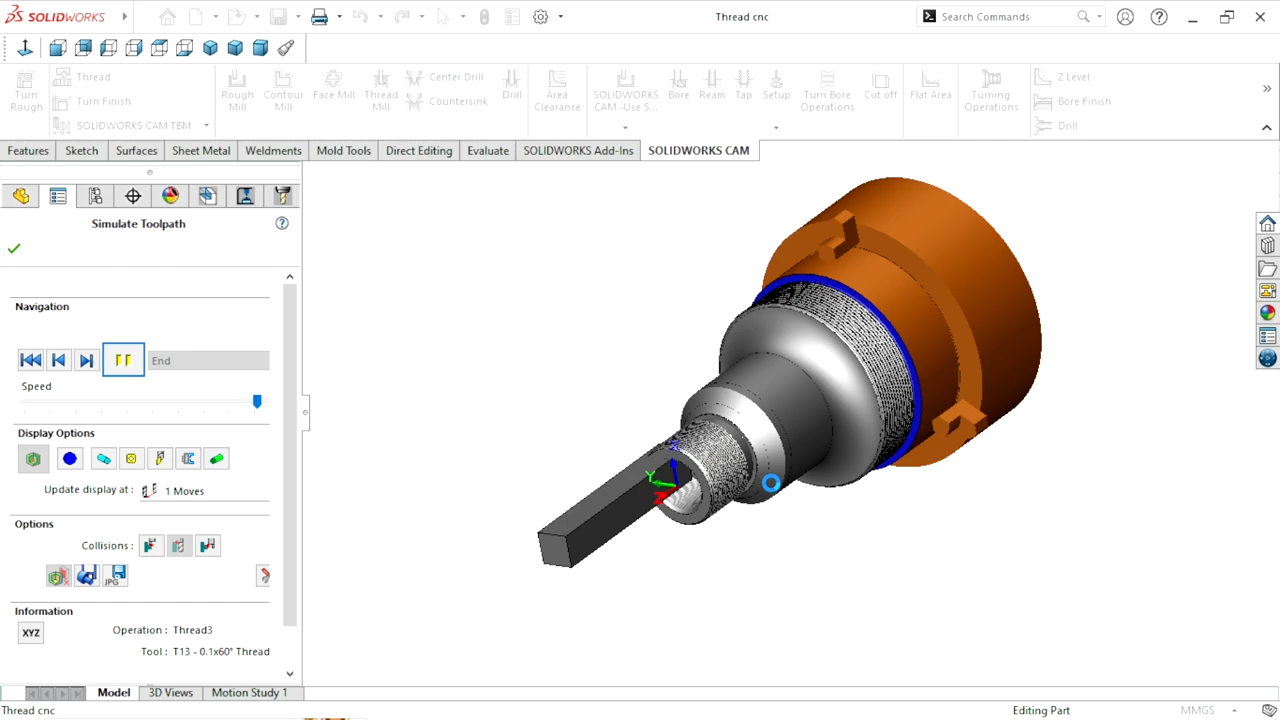 SOLIDWORKS
Thread cnc
Search Commands
Turn Rough
Thread
Turn Finish
SOLIDWORKS CAM TBM
Rough Mill
Contour Mill
Face Mill
Thread Mill
Center Drill
Countersink
Drill
Area Clearance
SOLIDWORKS CAM -Use S...
Bore
Ream
Tap
Setup
Turn Bore Operations
Cut off
Flat Area
Turning Operations
Z Level
Bore Finish
Drill
Features
Sketch
Surfaces
Sheet Metal
Weldments
Mold Tools
Direct Editing
Evaluate
SOLIDWORKS Add-Ins
SOLIDWORKS CAM
Simulate Toolpath
Navigation
End
Speed
Display Options
Update display at :
1 Moves
Options
Collisions :
JPG
Information
XYZ
Operation : Thread3
Tool : T13 - 0.1x60° Thread
Y
Model
3D Views
Motion Study 1
Thread cnc
Editing Part
MMGS